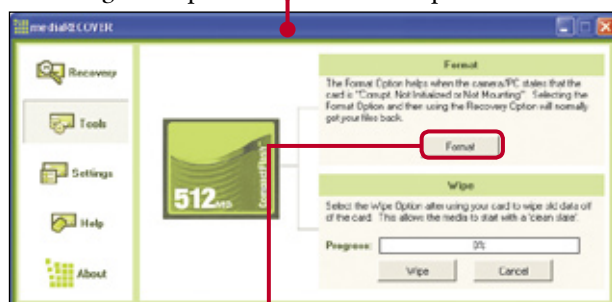 mediaRECOVER
Recovery
Tools
Settings
Help
About
512MB
CompactFlash
Format
The Format Option helps when the camera/PC states that the
card is "Corrupt, Not Initialized or Not Mounting". Selecting the
Format Option and then using the Recovery Option will normally
get your files back.
Format
Wipe
Select the Wipe Option after using your card to wipe old data off
of the card. This allows the media to start with a 'clean slate'.
Progress: 0%
Wipe Cancel